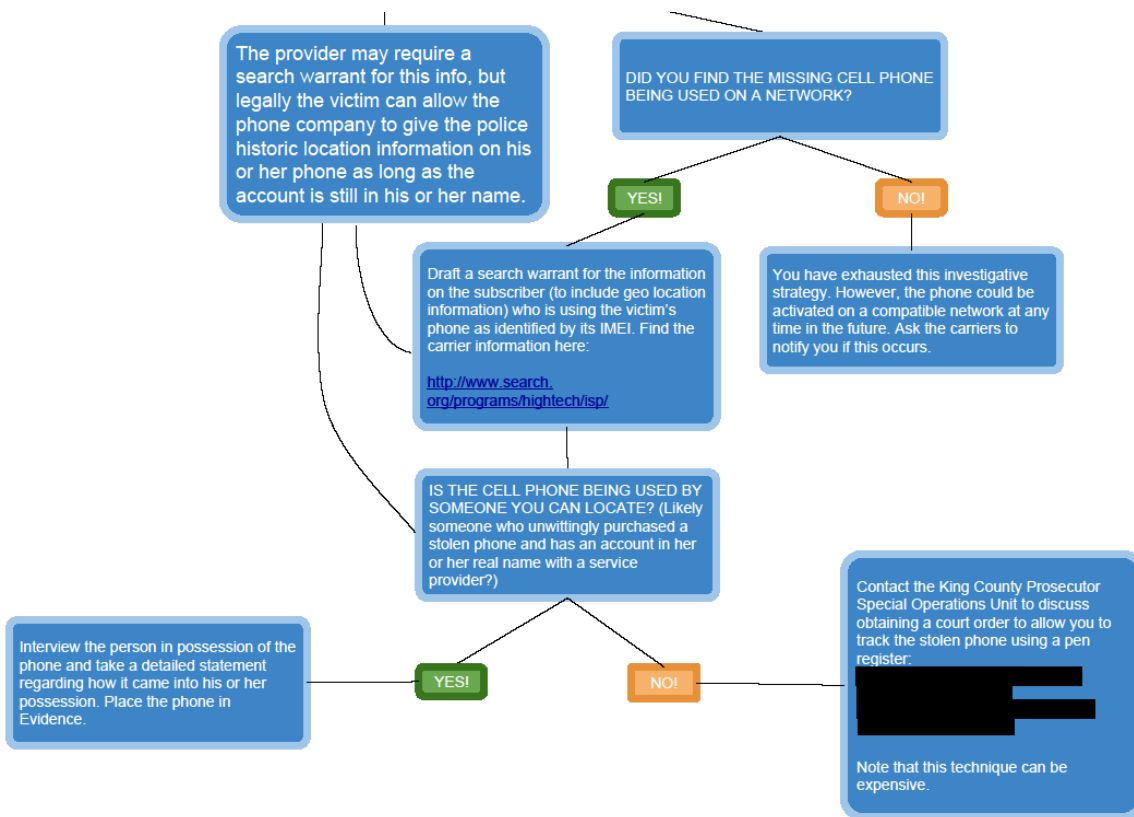 The provider may require a
search warrant for this info, but
legally the victim can allow the
phone company to give the police
historic location information on his
or her phone as long as the
account is still in his or her name.
DID YOU FIND THE MISSING CELL PHONE
BEING USED ON A NETWORK?
YES!
NO!
Draft a search warrant for the information
on the subscriber (to include geo location
information) who is using the victim's
phone as identified by its IMEI. Find the
carrier information here:
http://www.search.
org/programs/hightech/isp/
You have exhausted this investigative
strategy. However, the phone could be
activated on a compatible network at any
time in the future. Ask the carriers to
notify you if this occurs.
IS THE CELL PHONE BEING USED BY
SOMEONE YOU CAN LOCATE? (Likely
someone who unwittingly purchased a
stolen phone and has an account in her
or her real name with a service
provider?)
Interview the person in possession of the
phone and take a detailed statement
regarding how it came into his or her
possession. Place the phone in
Evidence.
YES!
NO!
Contact the King County Prosecutor
Special Operations Unit to discuss
obtaining a court order to allow you to
track the stolen phone using a pen
register:
Note that this technique can be
expensive.